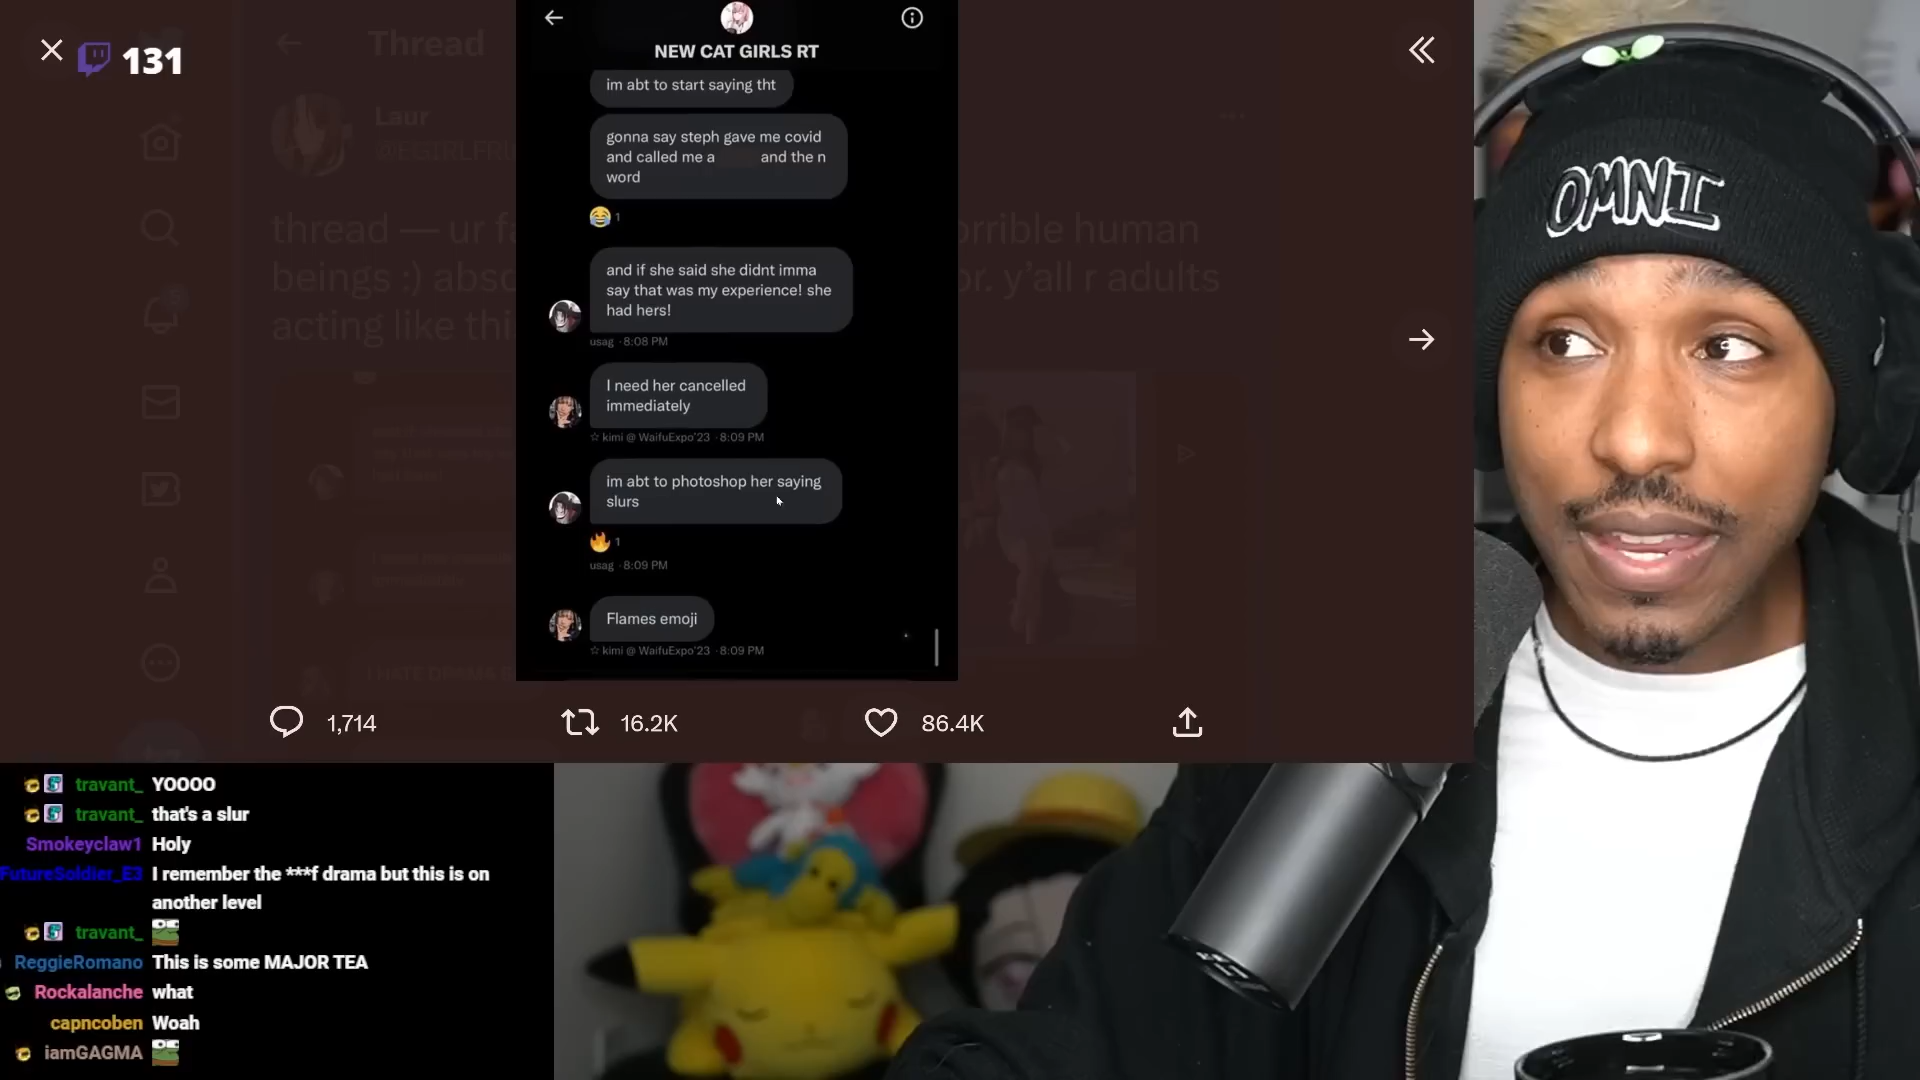 131
Thread
NEW CAT GIRLS RT
Laur
im abt to start saying tht
gonna say steph gave me covid
and called me a and the n
word
1
thread — ur fa
orrible human
beings :) abso
or. y'all r adults
acting like thi
and if she said she didnt imma
say that was my experience! she
had hers!
usag · 8:08 PM
I need her cancelled
immediately
☆ kimi @ WaifuExpo'23 · 8:09 PM
im abt to photoshop her saying
slurs
1
usag · 8:09 PM
Flames emoji
☆ kimi @ WaifuExpo'23 · 8:09 PM
1,714
16.2K
86.4K
OMNI
travant_ YOOOO
travant_ that's a slur
Smokeyclaw1 Holy
FutureSoldier_E3 I remember the ***f drama but this is on
another level
travant_
ReggieRomano This is some MAJOR TEA
Rockalanche what
capncoben Woah
iamGAGMA